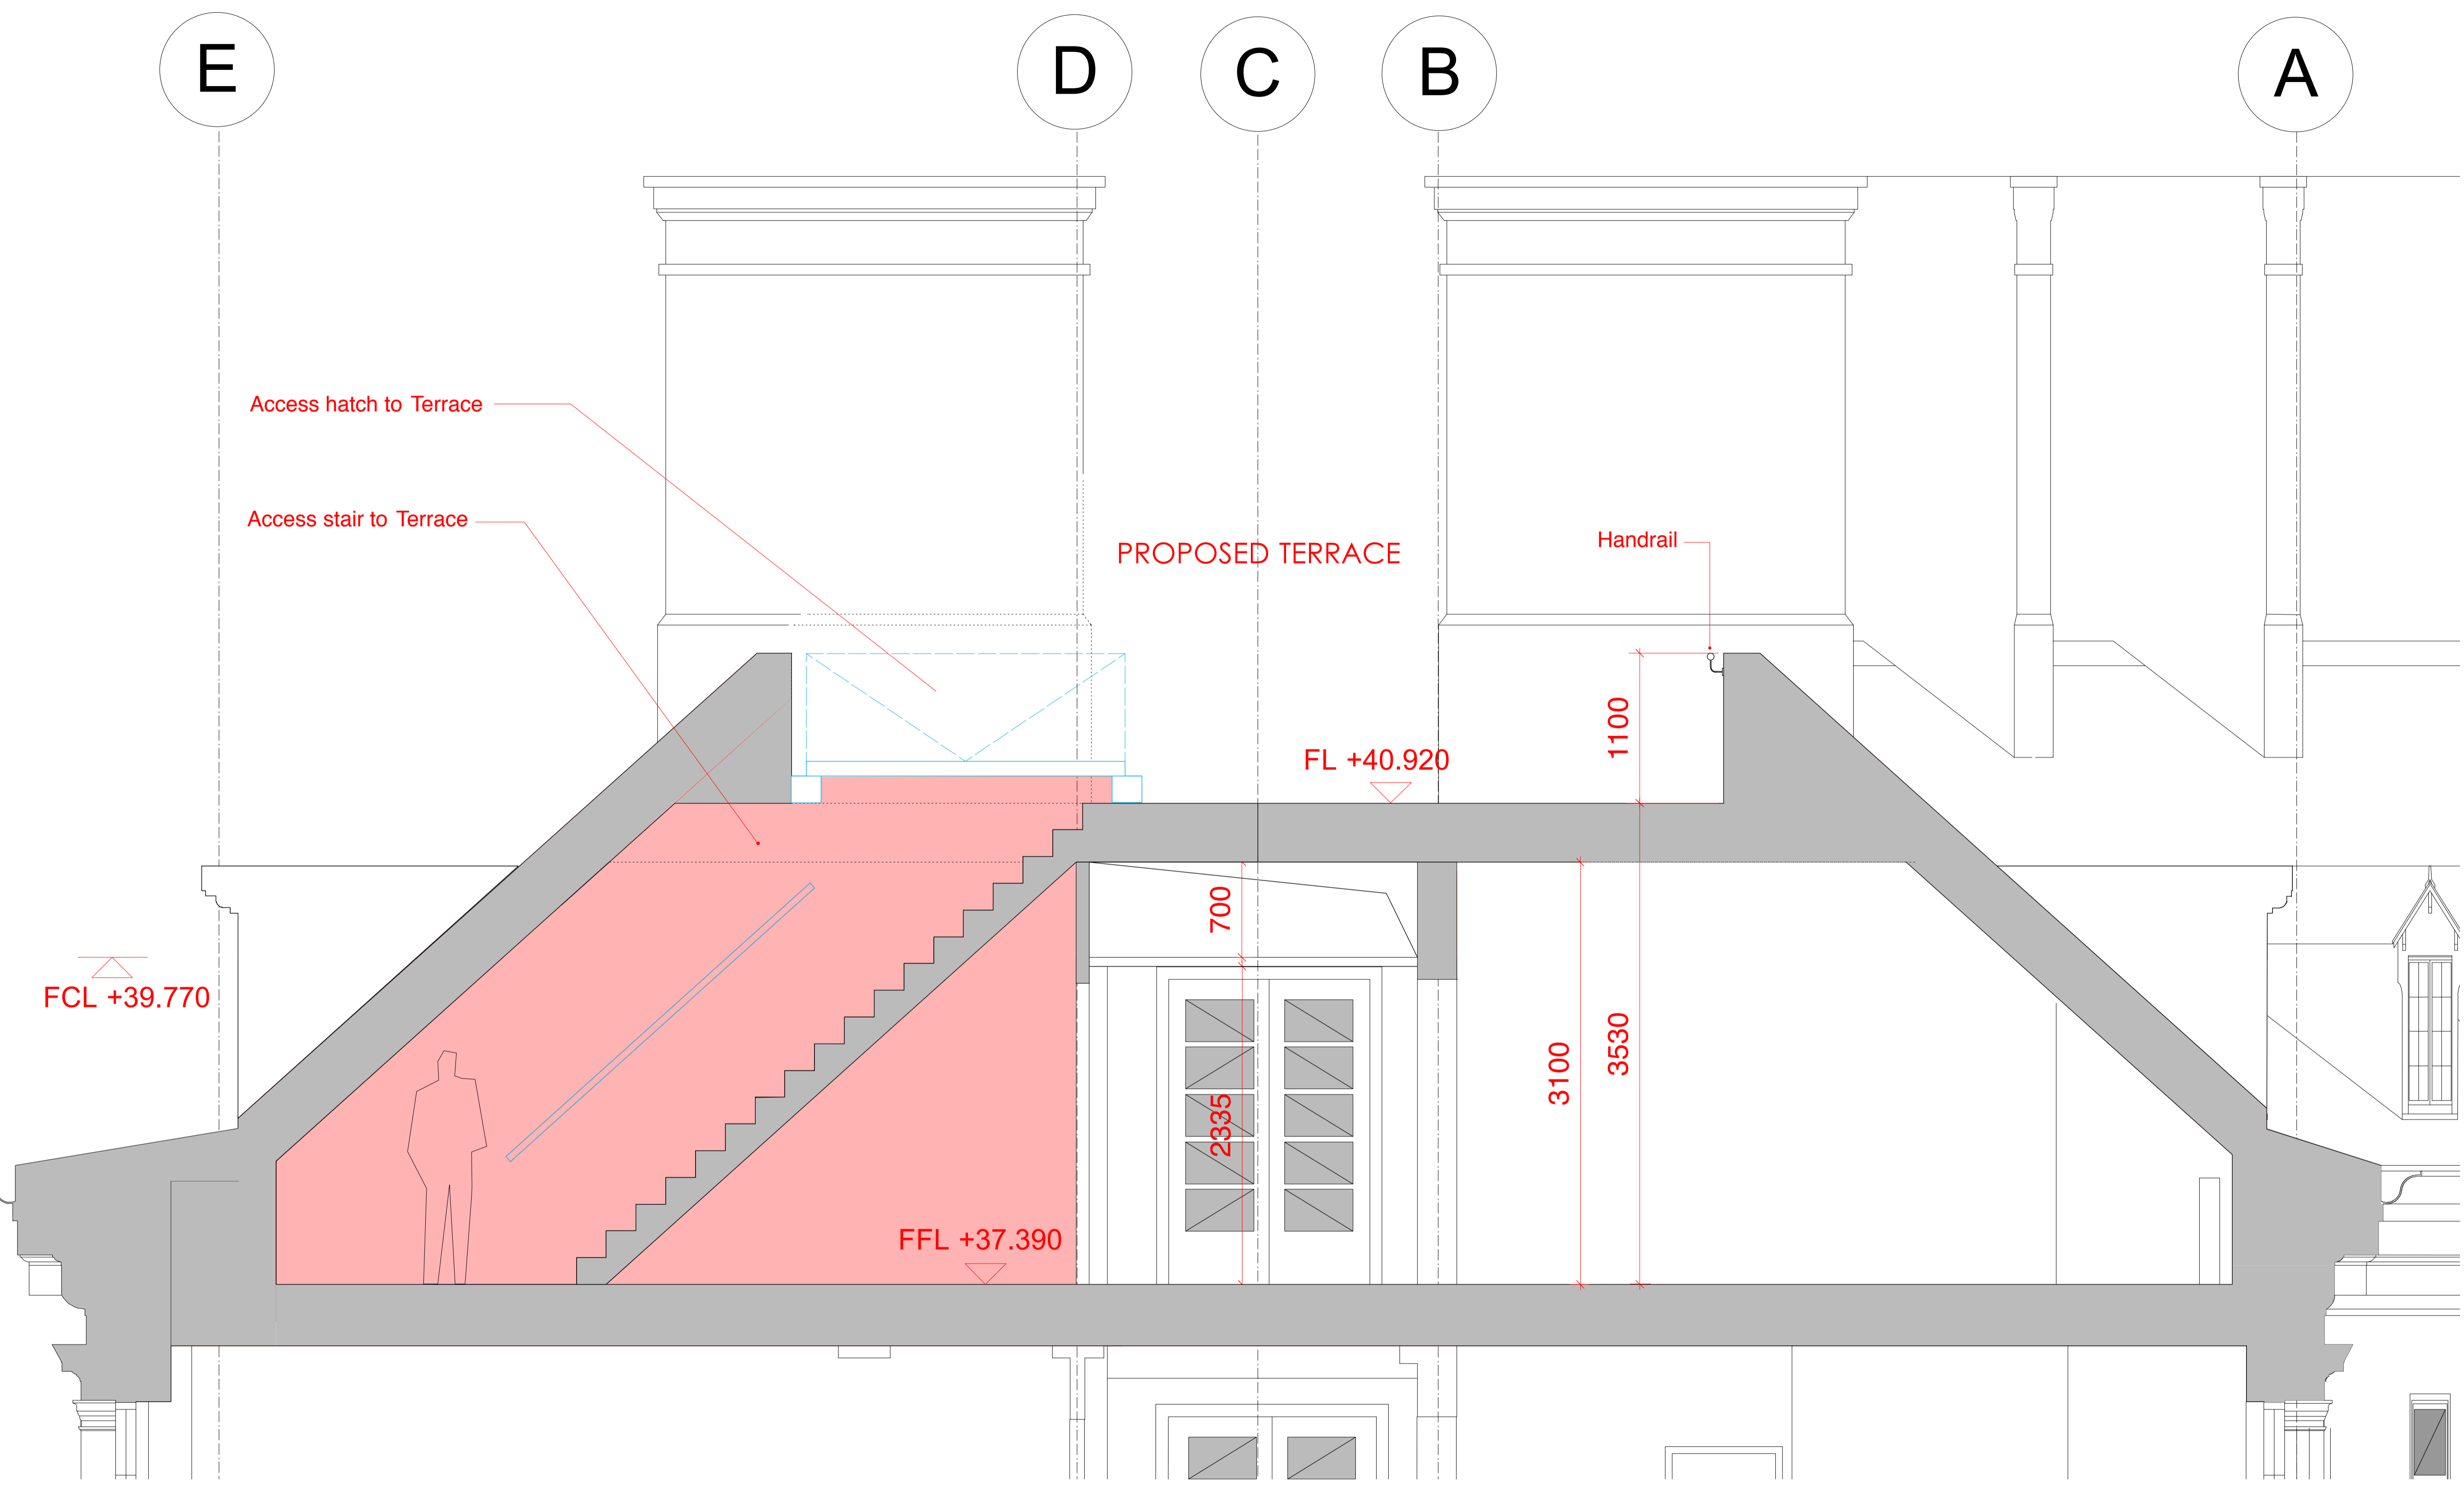 E
D
C
B
A
Access hatch to Terrace
Access stair to Terrace
PROPOSED TERRACE
Handrail
1100
FL +40.920
700
FCL +39.770
2335
3100
3530
FFL +37.390